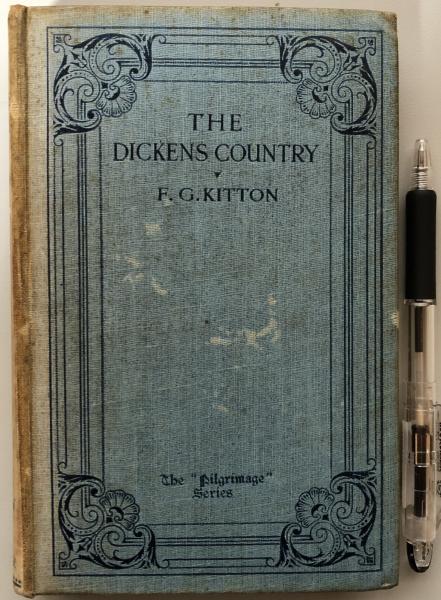 THE
DICKENS COUNTRY
F. G. KITTON
The "Pilgrimage"
Series